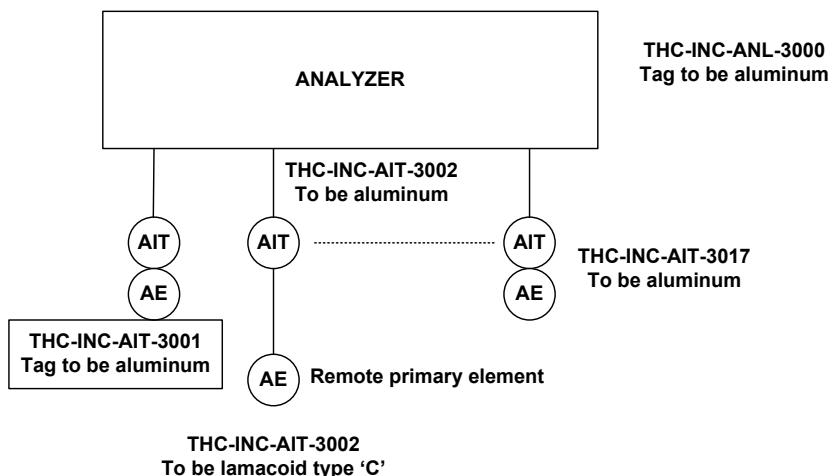 THC-INC-ANL-3000
Tag to be aluminum
ANALYZER
THC-INC-AIT-3002
To be aluminum
AIT
AIT
AIT
THC-INC-AIT-3017
To be aluminum
AE
AE
THC-INC-AIT-3001
Tag to be aluminum
AE
Remote primary element
THC-INC-AIT-3002
To be lamacoid type ‘C’